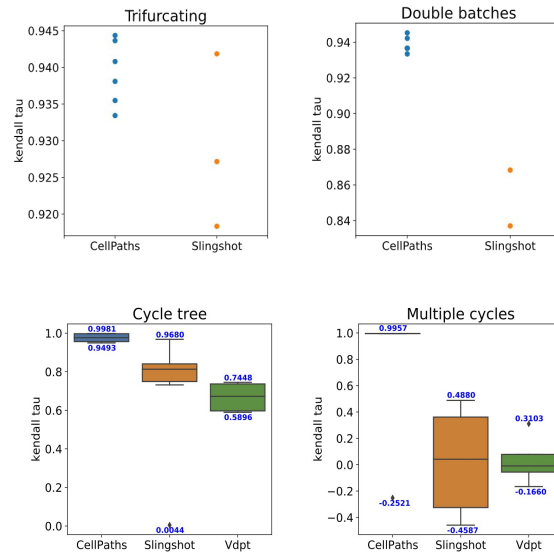 Trifurcating
0.945
0.940
0.935
0.930
0.925
0.920
kendall tau
CellPaths
Slingshot
Double batches
0.94
0.92
0.90
0.88
0.86
0.84
kendall tau
CellPaths
Slingshot
Cycle tree
1.0
0.8
0.6
0.4
0.2
0.0
kendall tau
0.9981
0.9493
0.9680
0.0044
0.7448
0.5896
CellPaths
Slingshot
Vdpt
Multiple cycles
1.0
0.8
0.6
0.4
0.2
0.0
−0.2
−0.4
kendall tau
0.9957
-0.2521
0.4880
-0.4587
0.3103
-0.1660
CellPaths
Slingshot
Vdpt